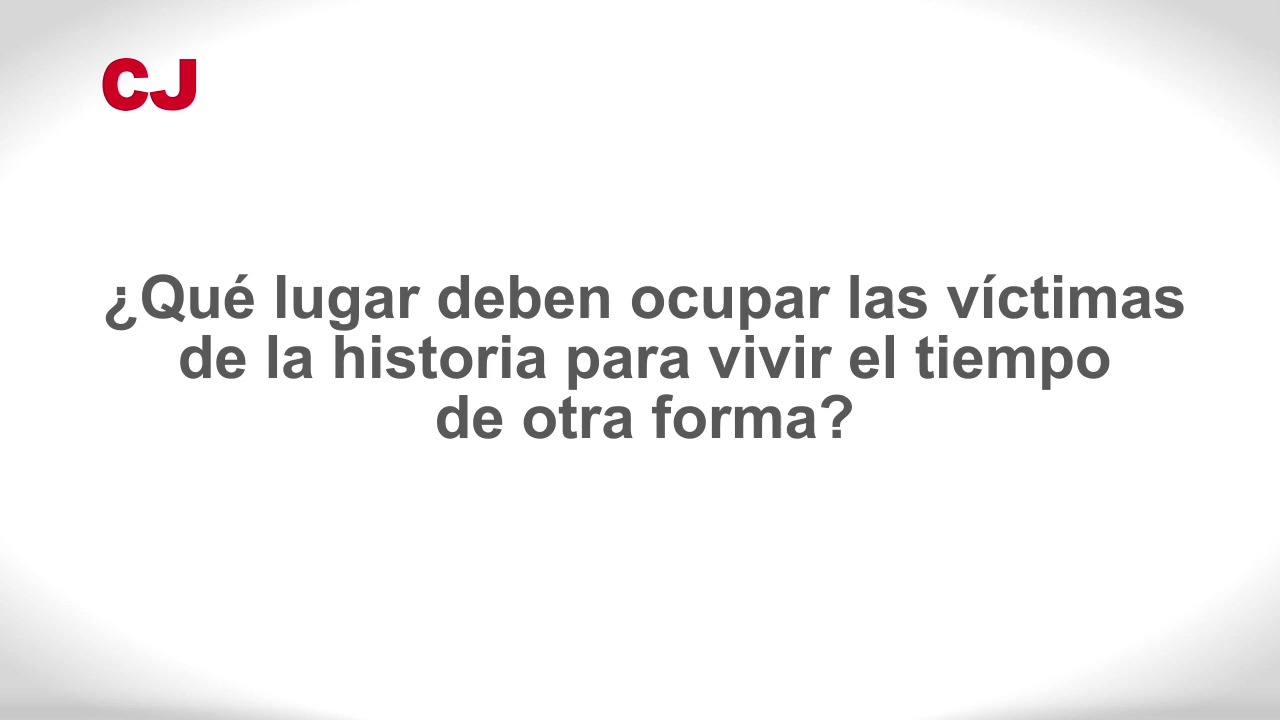 CJ
¿Qué lugar deben ocupar las víctimas
de la historia para vivir el tiempo
de otra forma?